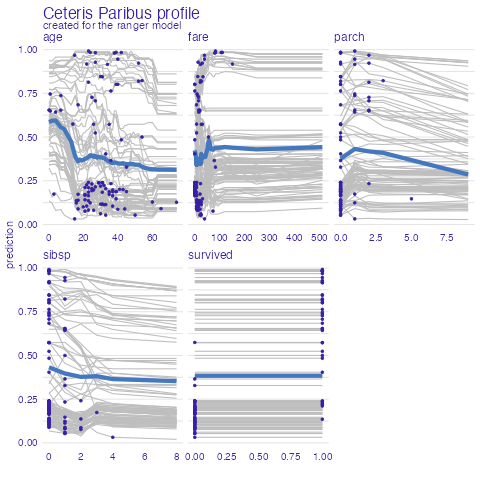 Ceteris Paribus profile
created for the ranger model
age
fare
parch
1.00
0.75
0.50
0.25
0.00
0 20 40 60
0 100 200 300 400 500
0.0 2.5 5.0 7.5
prediction
sibsp
survived
1.00
0.75
0.50
0.25
0.00
0 2 4 6 8
0.00 0.25 0.50 0.75 1.00